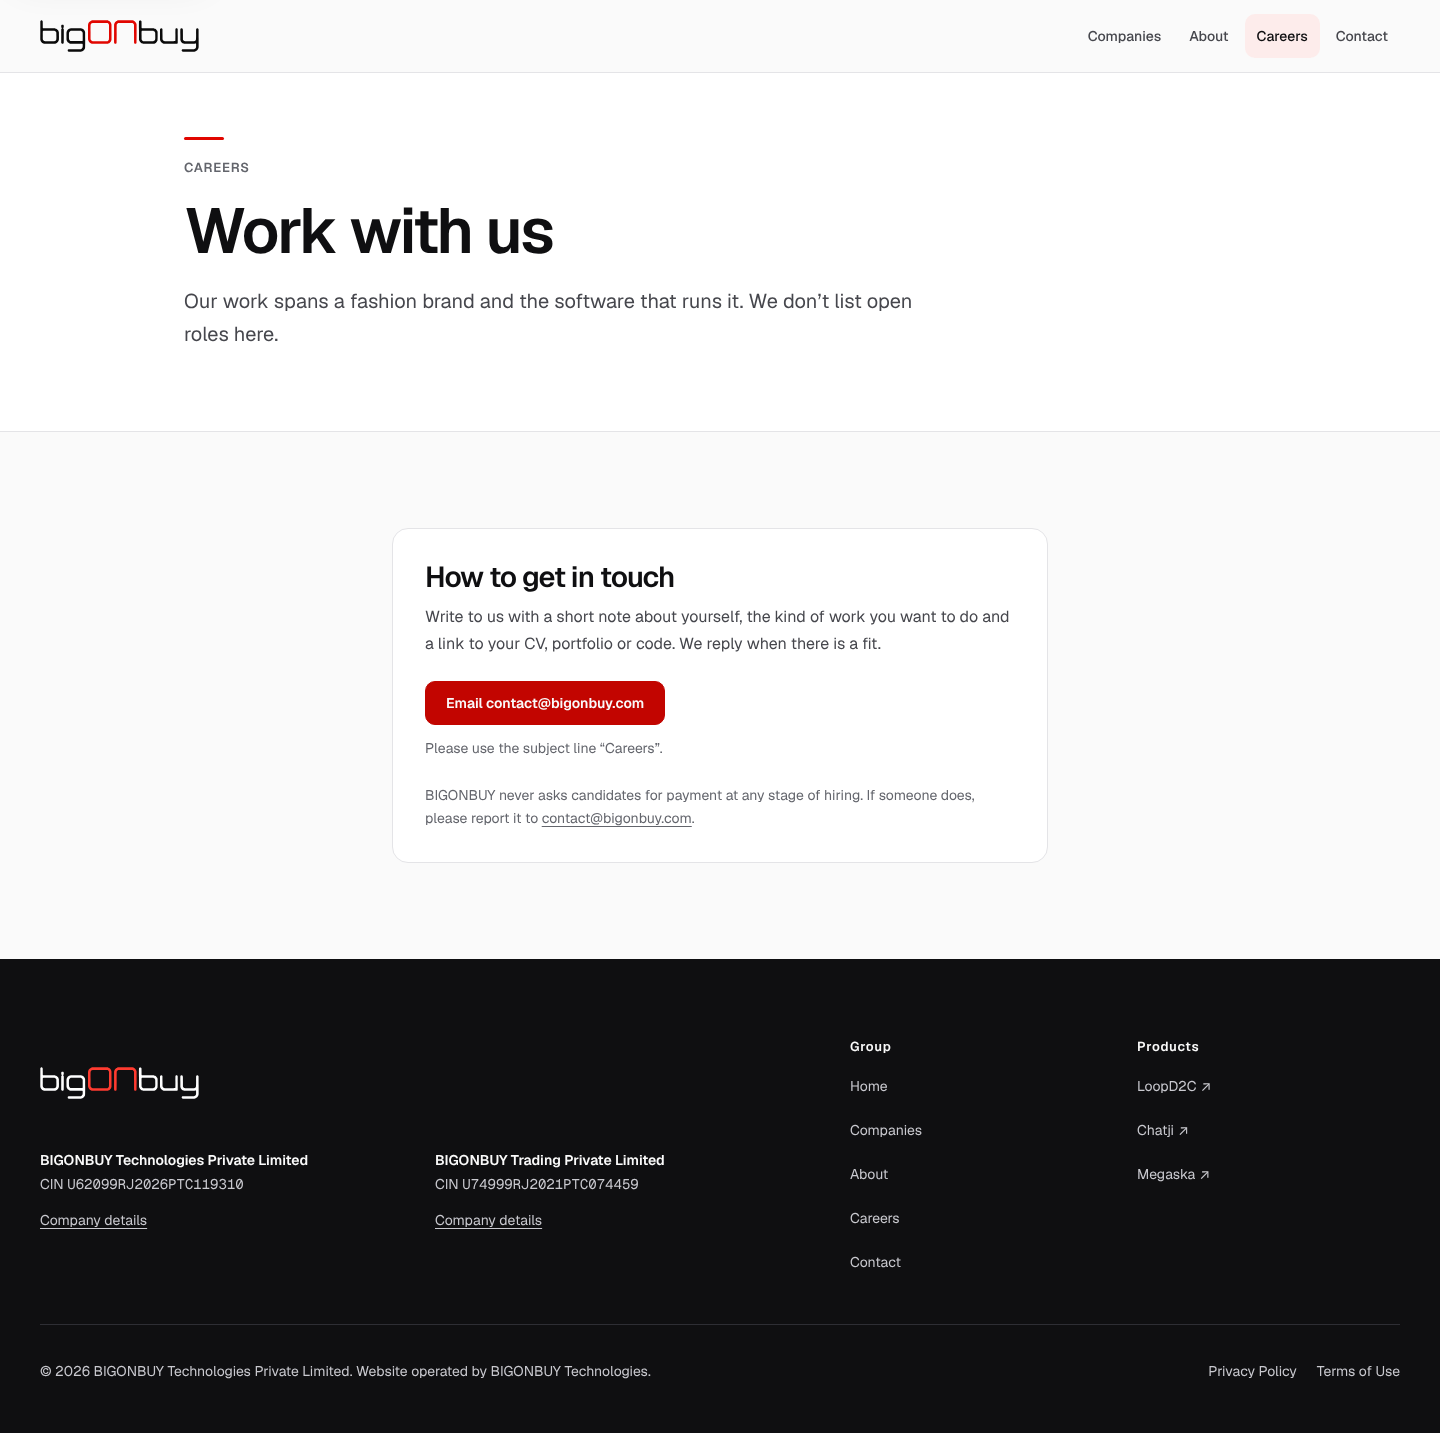 bigONbuy
Companies
About
Careers
Contact
CAREERS
Work with us
Our work spans a fashion brand and the software that runs it. We don’t list open
roles here.
How to get in touch
Write to us with a short note about yourself, the kind of work you want to do and
a link to your CV, portfolio or code. We reply when there is a fit.
Email contact@bigonbuy.com
Please use the subject line “Careers”.
BIGONBUY never asks candidates for payment at any stage of hiring. If someone does,
please report it to contact@bigonbuy.com.
bigONbuy
BIGONBUY Technologies Private Limited
CIN U62099RJ2026PTC119310
Company details
BIGONBUY Trading Private Limited
CIN U74999RJ2021PTC074459
Company details
Group
Home
Companies
About
Careers
Contact
Products
LoopD2C ↗
Chatji ↗
Megaska ↗
© 2026 BIGONBUY Technologies Private Limited. Website operated by BIGONBUY Technologies.
Privacy Policy
Terms of Use